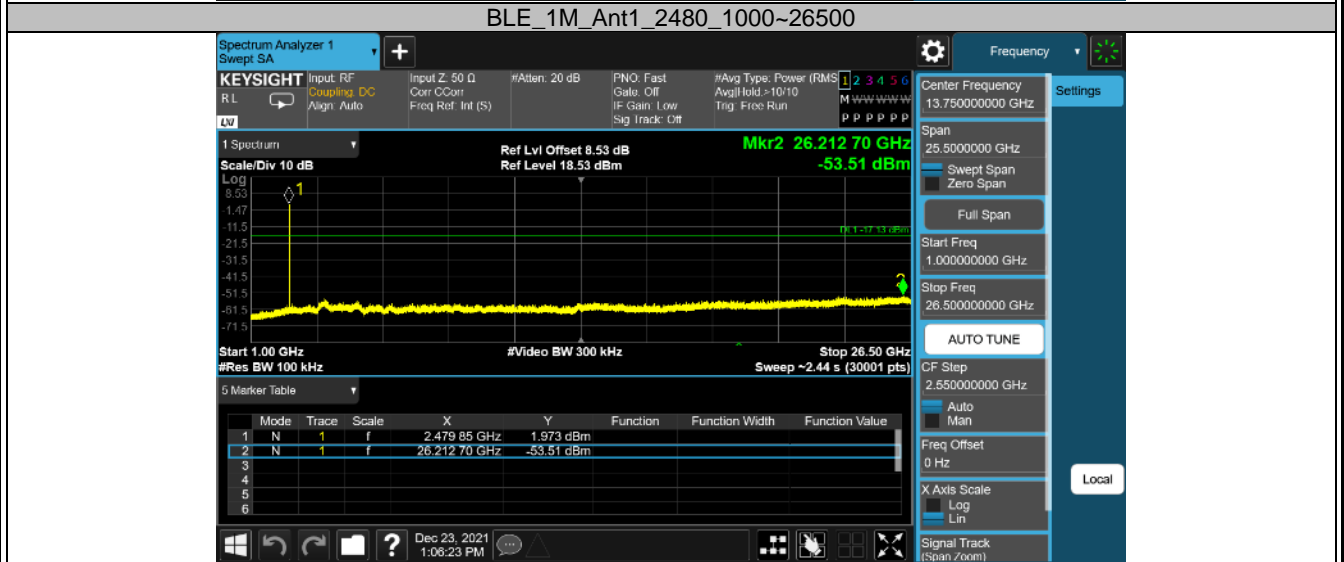 BLE_1M_Ant1_2480_1000~26500
Spectrum Analyzer 1
Swept SA
+
Frequency
KEYSIGHT
RL
LXI
Input: RF
Coupling: DC
Align: Auto
Input Z: 50 Ω
Corr CCorr
Freq Ref: Int (S)
#Atten: 20 dB
PNO: Fast
Gate: Off
IF Gain: Low
Sig Track: Off
#Avg Type: Power (RMS
Avg|Hold:>10/10
Trig: Free Run
1 2 3 4 5 6
M W W W W W
P P P P P P
Center Frequency
13.750000000 GHz
Settings
1 Spectrum
Scale/Div 10 dB
Ref Lvl Offset 8.53 dB
Ref Level 18.53 dBm
Mkr2 26.212 70 GHz
-53.51 dBm
Span
25.5000000 GHz
Swept Span
Zero Span
Full Span
Log
8.53
-1.47
-11.5
-21.5
-31.5
-41.5
-51.5
-61.5
-71.5
1
DL1 -17.13 dBm
2
Start Freq
1.000000000 GHz
Stop Freq
26.500000000 GHz
AUTO TUNE
Start 1.00 GHz
#Res BW 100 kHz
#Video BW 300 kHz
Stop 26.50 GHz
Sweep ~2.44 s (30001 pts)
CF Step
2.550000000 GHz
Auto
Man
5 Marker Table
Mode Trace Scale X Y Function Function Width Function Value
1 N 1 f 2.479 85 GHz 1.973 dBm
2 N 1 f 26.212 70 GHz -53.51 dBm
3
4
5
6
Freq Offset
0 Hz
X Axis Scale
Log
Lin
Local
Signal Track
(Span Zoom)
?
Dec 23, 2021
1:06:23 PM